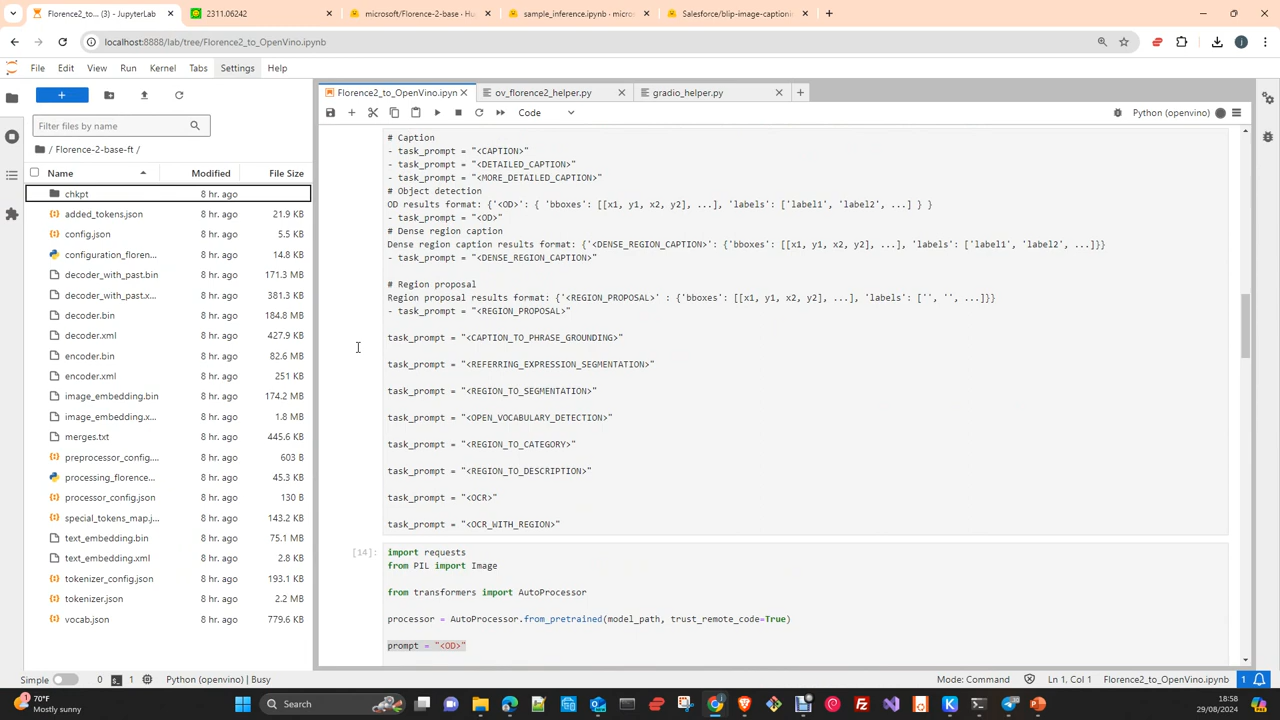 Florence2_to... (3) - JupyterLab
2311.06242
microsoft/Florence-2-base · Hu
sample_inference.ipynb · micros
Salesforce/blip-image-captionin
localhost:8888/lab/tree/Florence2_to_OpenVino.ipynb
File Edit View Run Kernel Tabs Settings Help
Florence2_to_OpenVino.ipyn
ov_florence2_helper.py
gradio_helper.py
Code
Python (openvino)
Filter files by name
/ Florence-2-base-ft /
Name Modified File Size
chkpt 8 hr. ago
added_tokens.json 8 hr. ago 21.9 KB
config.json 8 hr. ago 5.5 KB
configuration_floren... 8 hr. ago 14.8 KB
decoder_with_past.bin 8 hr. ago 171.3 MB
decoder_with_past.x... 8 hr. ago 381.3 KB
decoder.bin 8 hr. ago 184.8 MB
decoder.xml 8 hr. ago 427.9 KB
encoder.bin 8 hr. ago 82.6 MB
encoder.xml 8 hr. ago 251 KB
image_embedding.bin 8 hr. ago 174.2 MB
image_embedding.x... 8 hr. ago 1.8 MB
merges.txt 8 hr. ago 445.6 KB
preprocessor_config.... 8 hr. ago 603 B
processing_florence... 8 hr. ago 45.3 KB
processor_config.json 8 hr. ago 130 B
special_tokens_map.j... 8 hr. ago 143.2 KB
text_embedding.bin 8 hr. ago 75.1 MB
text_embedding.xml 8 hr. ago 2.8 KB
tokenizer_config.json 8 hr. ago 193.1 KB
tokenizer.json 8 hr. ago 2.2 MB
vocab.json 8 hr. ago 779.6 KB
# Caption
- task_prompt = "<CAPTION>"
- task_prompt = "<DETAILED_CAPTION>"
- task_prompt = "<MORE_DETAILED_CAPTION>"
# Object detection
OD results format: {'<OD>': { 'bboxes': [[x1, y1, x2, y2], ...], 'labels': ['label1', 'label2', ...] } }
- task_prompt = "<OD>"
# Dense region caption
Dense region caption results format: {'<DENSE_REGION_CAPTION>': {'bboxes': [[x1, y1, x2, y2], ...], 'labels': ['label1', 'label2', ...]}}
- task_prompt = "<DENSE_REGION_CAPTION>"
# Region proposal
Region proposal results format: {'<REGION_PROPOSAL>' : {'bboxes': [[x1, y1, x2, y2], ...], 'labels': ['', '', ...]}}
- task_prompt = "<REGION_PROPOSAL>"
task_prompt = "<CAPTION_TO_PHRASE_GROUNDING>"
task_prompt = "<REFERRING_EXPRESSION_SEGMENTATION>"
task_prompt = "<REGION_TO_SEGMENTATION>"
task_prompt = "<OPEN_VOCABULARY_DETECTION>"
task_prompt = "<REGION_TO_CATEGORY>"
task_prompt = "<REGION_TO_DESCRIPTION>"
task_prompt = "<OCR>"
task_prompt = "<OCR_WITH_REGION>"
[14]: import requests
from PIL import Image
from transformers import AutoProcessor
processor = AutoProcessor.from_pretrained(model_path, trust_remote_code=True)
prompt = "<OD>"
Simple 0 1 Python (openvino) | Busy Mode: Command Ln 1, Col 1 Florence2_to_OpenVino.ipynb 1
70°F
Mostly sunny
Search
18:58
29/08/2024